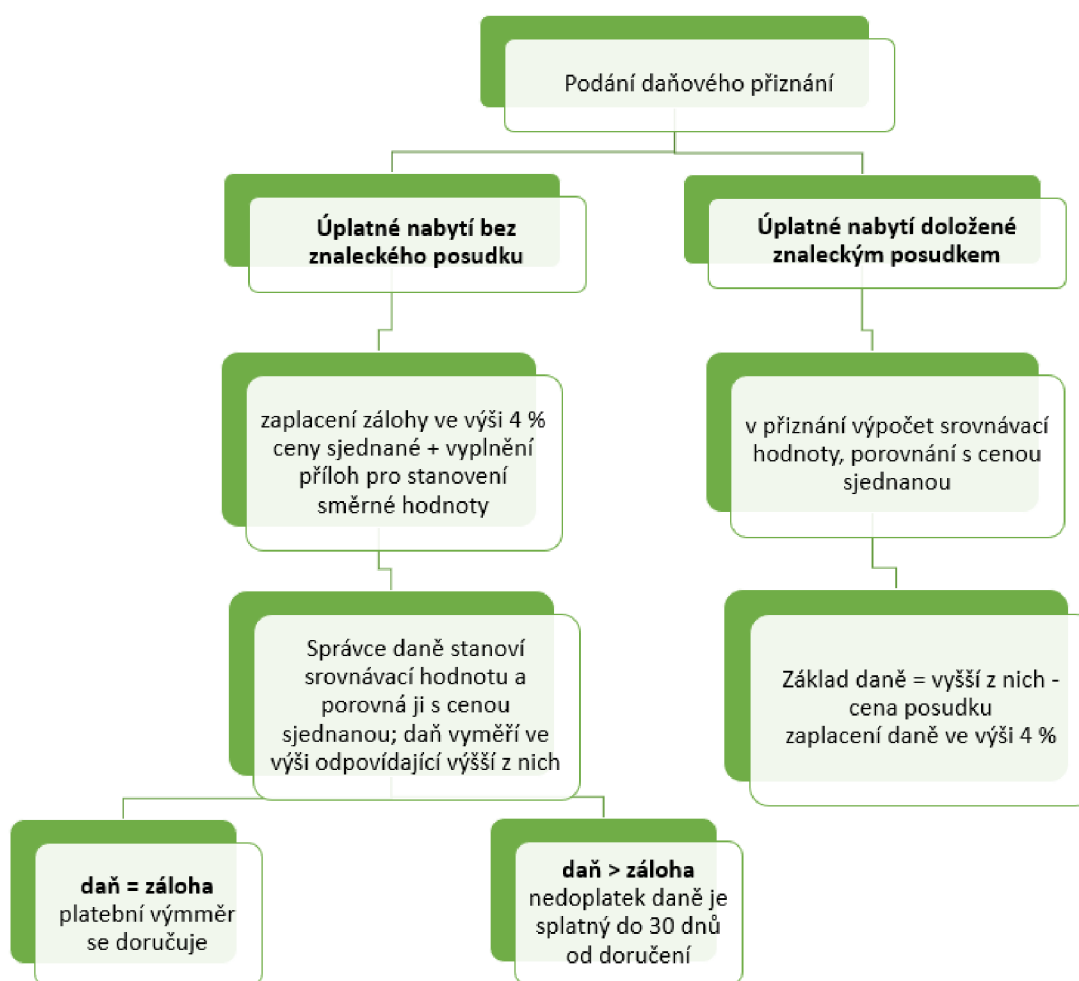 Podání daňového přiznání
Úplatné nabytí bez
znaleckého posudku
Úplatné nabytí doložené
znaleckým posudkem
zaplacení zálohy ve výši 4 %
ceny sjednané + vyplnění
příloh pro stanovení
směrné hodnoty
v přiznání výpočet srovnávací
hodnoty, porovnání s cenou
sjednanou
Správce daně stanoví
srovnávací hodnotu a
porovná ji s cenou
sjednanou; daň vyměří ve
výši odpovídající výšší z nich
Základ daně = vyšší z nich -
cena posudku
zaplacení daně ve výši 4 %
daň = záloha
platební výmměr
se doručuje
daň > záloha
nedoplatek daně je
splatný do 30 dnů
od doručení